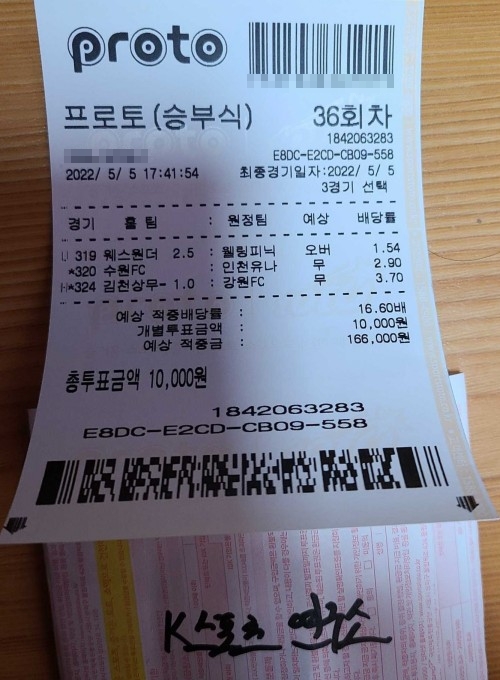 proto
프로토(승부식) 36회차
1842063283
E8DC-E2CD-CB09-558
2022/ 5/ 5 17:41:54 최종경기일자:2022/ 5/ 5
3경기 선택
경기 홈팀 : 원정팀 예상 배당률
U 319 웨스원더 2.5 : 웰링피닉 오버 1.54
*320 수원FC : 인천유나 무 2.90
H*324 김천상무- 1.0 : 강원FC 무 3.70
예상 적중배당률 : 16.60배
개별투표금액 : 10,000원
예상 적중금 : 166,000원
총투표금액 10,000원
1842063283
E8DC-E2CD-CB09-558
K스포츠 연구소